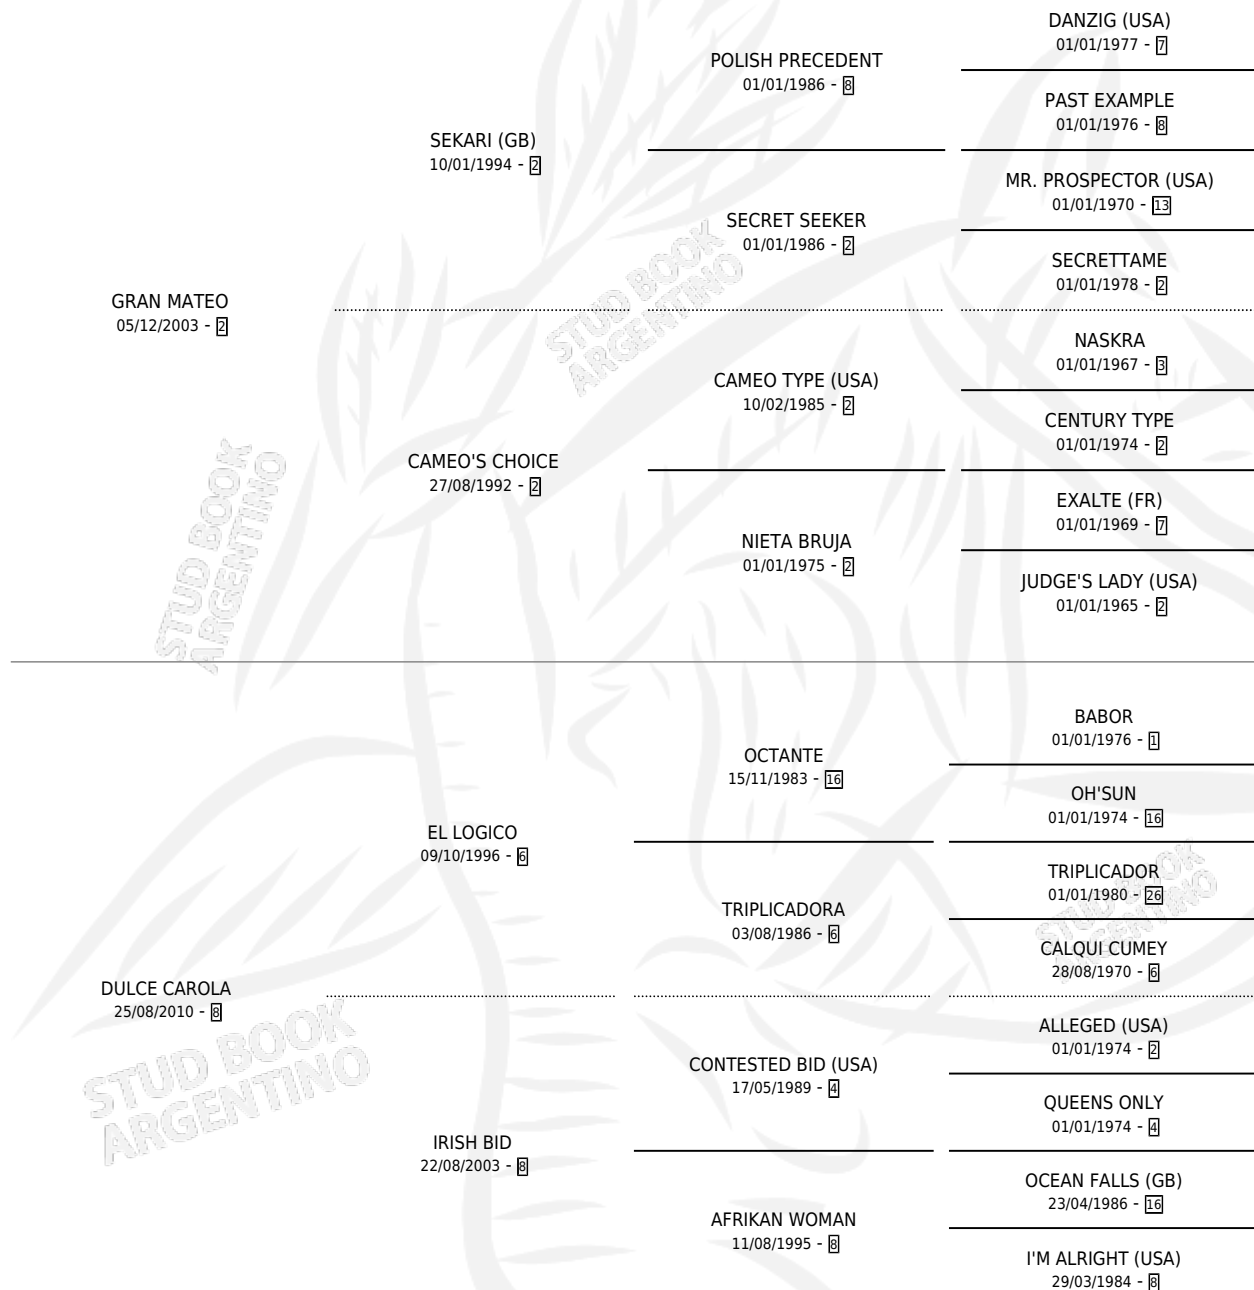 DANZIG (USA)
01/01/1977 - 7
POLISH PRECEDENT
01/01/1986 - 8
PAST EXAMPLE
01/01/1976 - 8
SEKARI (GB)
10/01/1994 - 2
MR. PROSPECTOR (USA)
01/01/1970 - 13
SECRET SEEKER
01/01/1986 - 2
SECRETTAME
01/01/1978 - 2
GRAN MATEO
05/12/2003 - 2
NASKRA
01/01/1967 - 3
CAMEO TYPE (USA)
10/02/1985 - 2
CENTURY TYPE
01/01/1974 - 2
CAMEO'S CHOICE
27/08/1992 - 2
EXALTE (FR)
01/01/1969 - 7
NIETA BRUJA
01/01/1975 - 2
JUDGE'S LADY (USA)
01/01/1965 - 2
STUD BOOK
ARGENTINO
STUD BOOK
ARGENTINO
BABOR
01/01/1976 - 1
OCTANTE
15/11/1983 - 16
OH'SUN
01/01/1974 - 16
EL LOGICO
09/10/1996 - 6
TRIPLICADOR
01/01/1980 - 26
TRIPLICADORA
03/08/1986 - 6
CALQUI CUMEY
28/08/1970 - 6
STUD BOOK
ARGENTINO
DULCE CAROLA
25/08/2010 - 8
ALLEGED (USA)
01/01/1974 - 2
CONTESTED BID (USA)
17/05/1989 - 4
QUEENS ONLY
01/01/1974 - 4
STUD BOOK
ARGENTINO
IRISH BID
22/08/2003 - 8
OCEAN FALLS (GB)
23/04/1986 - 16
AFRIKAN WOMAN
11/08/1995 - 8
I'M ALRIGHT (USA)
29/03/1984 - 8